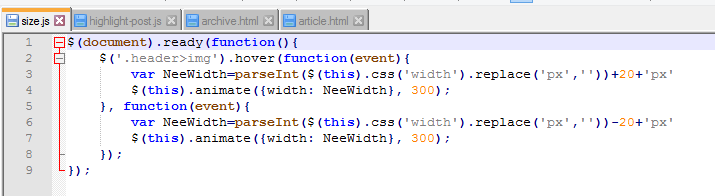 size.js highlight-post.js archive.html article.html
1 $(document).ready(function(){
2 $('.header>img').hover(function(event){
3 var NeeWidth=parseInt($(this).css('width').replace('px',''))+20+'px'
4 $(this).animate({width: NeeWidth}, 300);
5 }, function(event){
6 var NeeWidth=parseInt($(this).css('width').replace('px',''))-20+'px'
7 $(this).animate({width: NeeWidth}, 300);
8 });
9 });